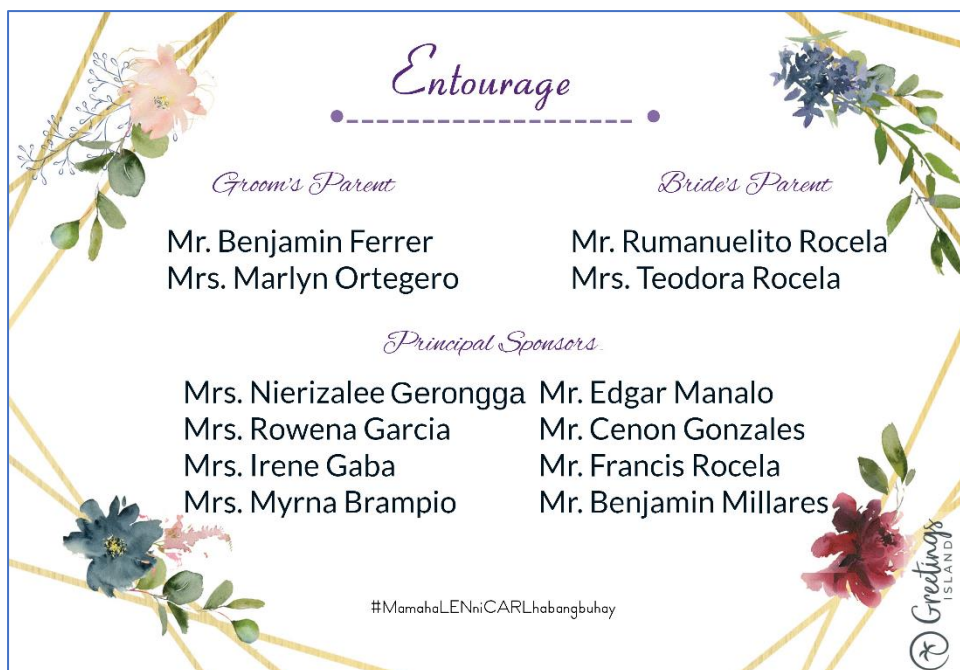 Entourage
Groom's Parent
Mr. Benjamin Ferrer
Mrs. Marlyn Ortegero
Bride's Parent
Mr. Rumanuelito Rocela
Mrs. Teodora Rocela
Principal Sponsors
Mrs. Nierizalee Gerongga
Mrs. Rowena Garcia
Mrs. Irene Gaba
Mrs. Myrna Brampio
Mr. Edgar Manalo
Mr. Cenon Gonzales
Mr. Francis Rocela
Mr. Benjamin Millares
#MamahaLENniCARLhabangbuhay
Greetings
ISLAND